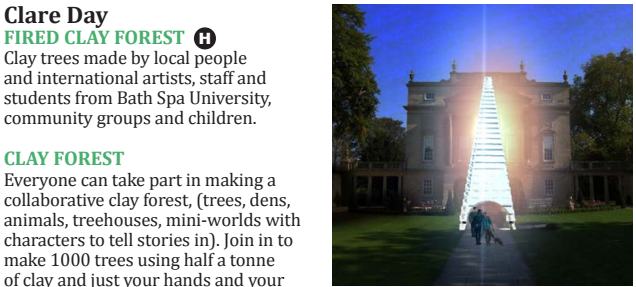 Clare Day
FIRED CLAY FOREST H
Clay trees made by local people
and international artists, staff and
students from Bath Spa University,
community groups and children.
CLAY FOREST
Everyone can take part in making a
collaborative clay forest, (trees, dens,
animals, treehouses, mini-worlds with
characters to tell stories in). Join in to
make 1000 trees using half a tonne
of clay and just your hands and your